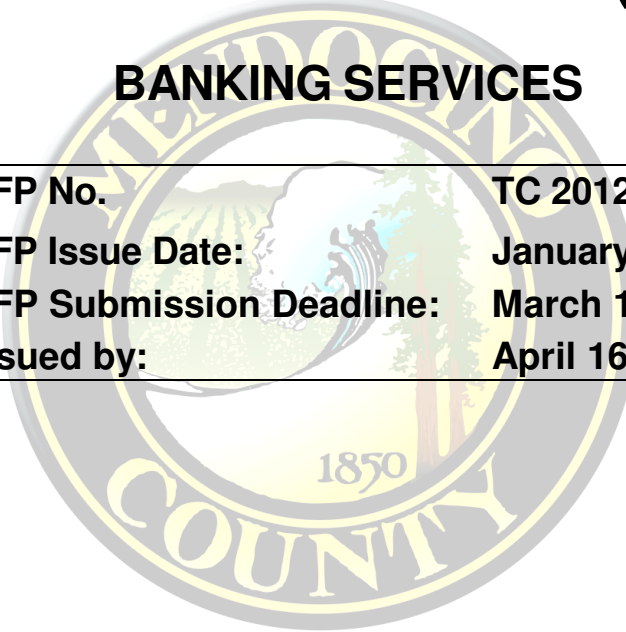 BANKING SERVICES
FP No. TC 2012
FP Issue Date: January
FP Submission Deadline: March 1
sued by: April 16
MENDOCINO
1850
COUNTY